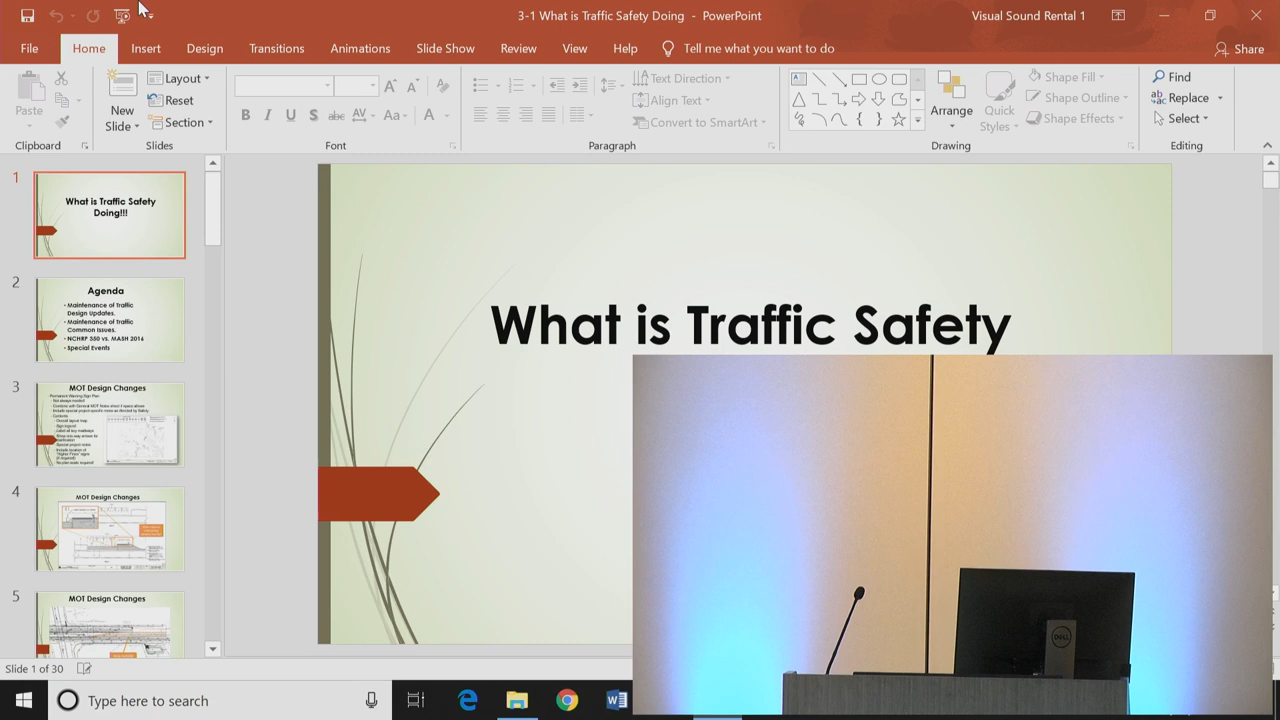 3-1 What is Traffic Safety Doing - PowerPoint
Visual Sound Rental 1
File Home Insert Design Transitions Animations Slide Show Review View Help Tell me what you want to do Share
Paste
New
Slide
Layout
Reset
Section
Text Direction
Align Text
Convert to SmartArt
Arrange
Quick
Styles
Shape Fill
Shape Outline
Shape Effects
Find
Replace
Select
Clipboard Slides Font Paragraph Drawing Editing
1
What is Traffic Safety
Doing!!!
2
Agenda
• Maintenance of Traffic
Design Updates.
• Maintenance of Traffic
Common Issues.
• NCHRP 350 vs. MASH 2016
• Special Events
3
MOT Design Changes
4
MOT Design Changes
5
MOT Design Changes
What is Traffic Safety
DELL
Slide 1 of 30
Type here to search